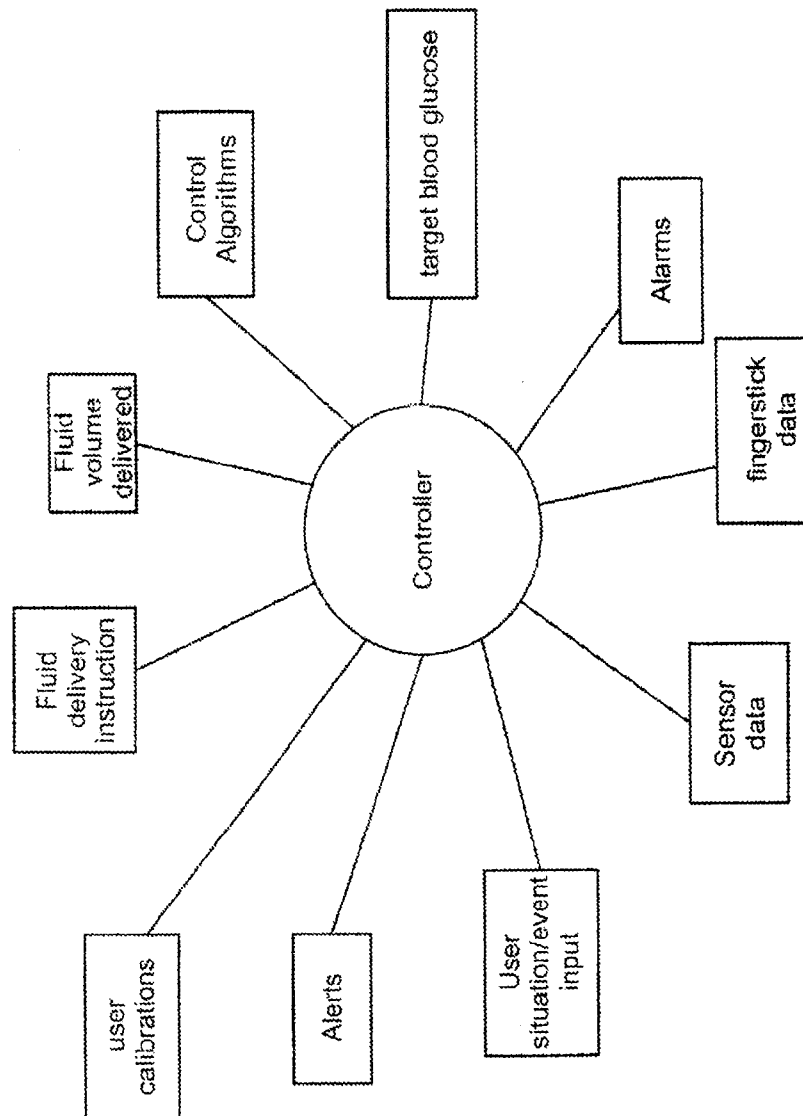 user
calibrations
Fluid
delivery
instruction
Fluid
volume
delivered
Control
Algorithms
Alerts
Controller
target blood glucose
User
situation/event
input
Sensor
data
fingerstick
data
Alarms